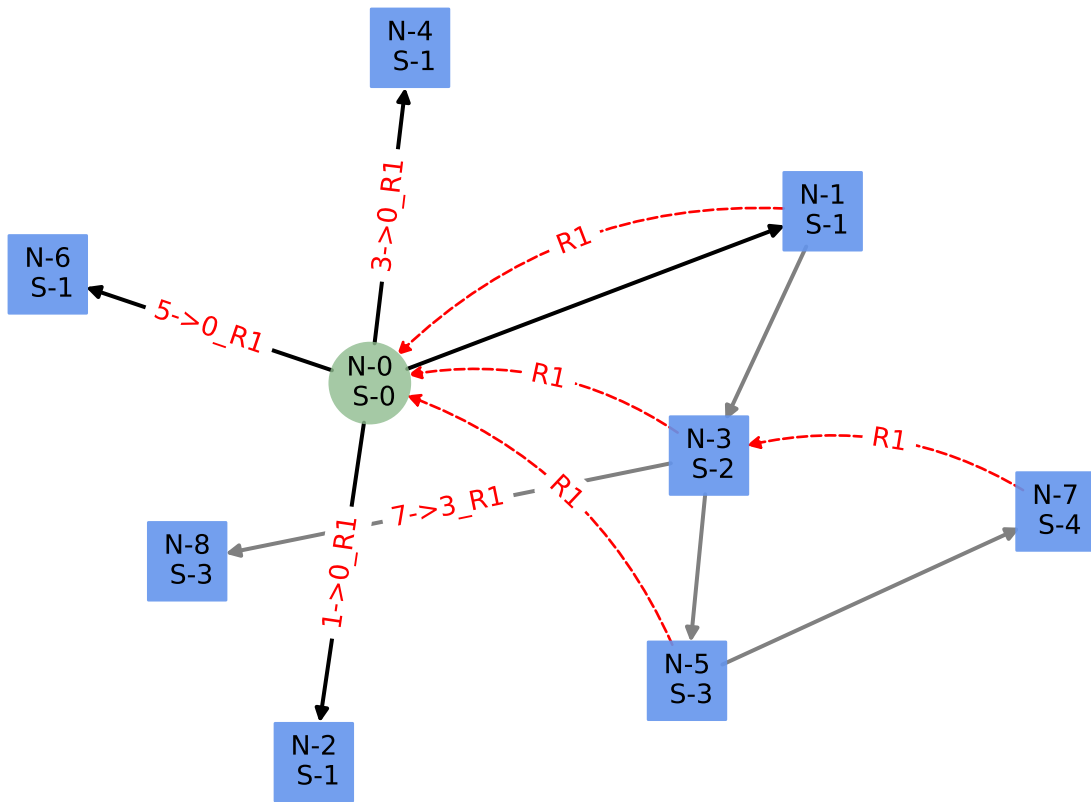 N-4
S-1
3->0_R1
N-1
S-1
R1
N-6
S-1
5->0_R1
N-0
S-0
R1
N-3
S-2
R1
N-7
S-4
R1
7->3_R1
N-8
S-3
1->0_R1
N-5
S-3
N-2
S-1